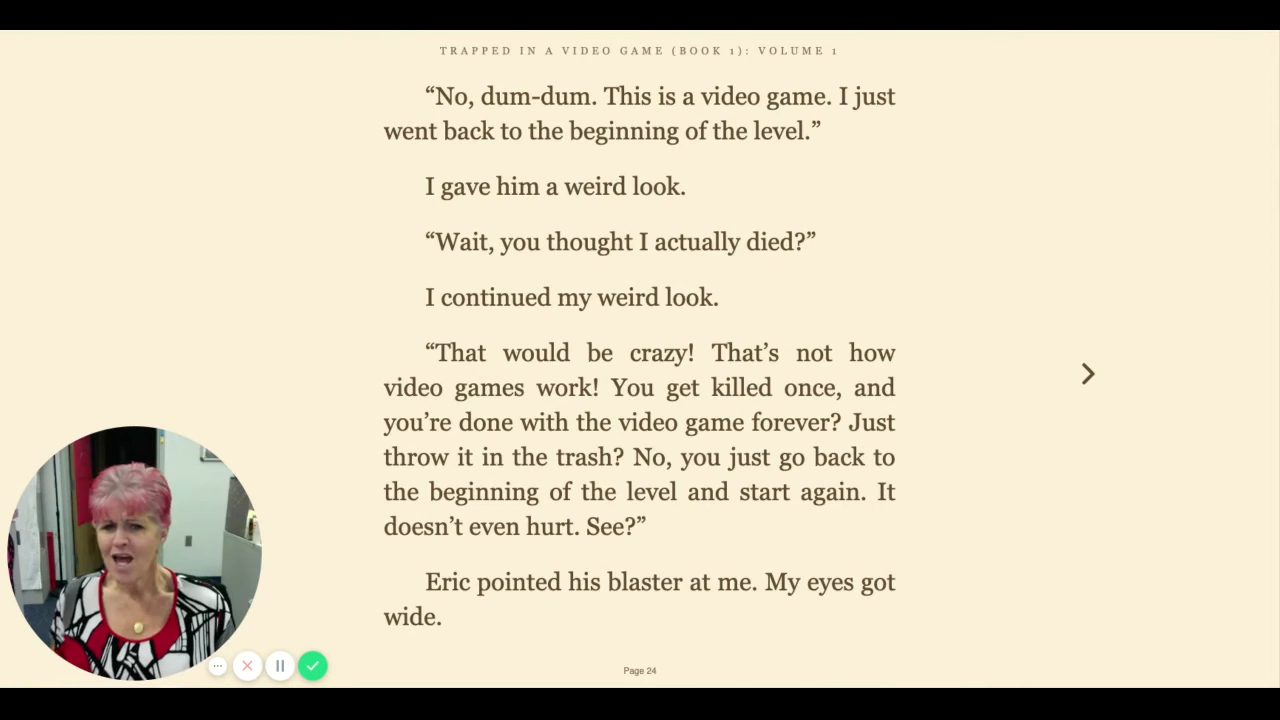 TRAPPED IN A VIDEO GAME (BOOK 1): VOLUME 1
“No, dum-dum. This is a video game. I just
went back to the beginning of the level.”
I gave him a weird look.
“Wait, you thought I actually died?”
I continued my weird look.
“That would be crazy! That’s not how
video games work! You get killed once, and
you’re done with the video game forever? Just
throw it in the trash? No, you just go back to
the beginning of the level and start again. It
doesn’t even hurt. See?”
Eric pointed his blaster at me. My eyes got
wide.
Page 24